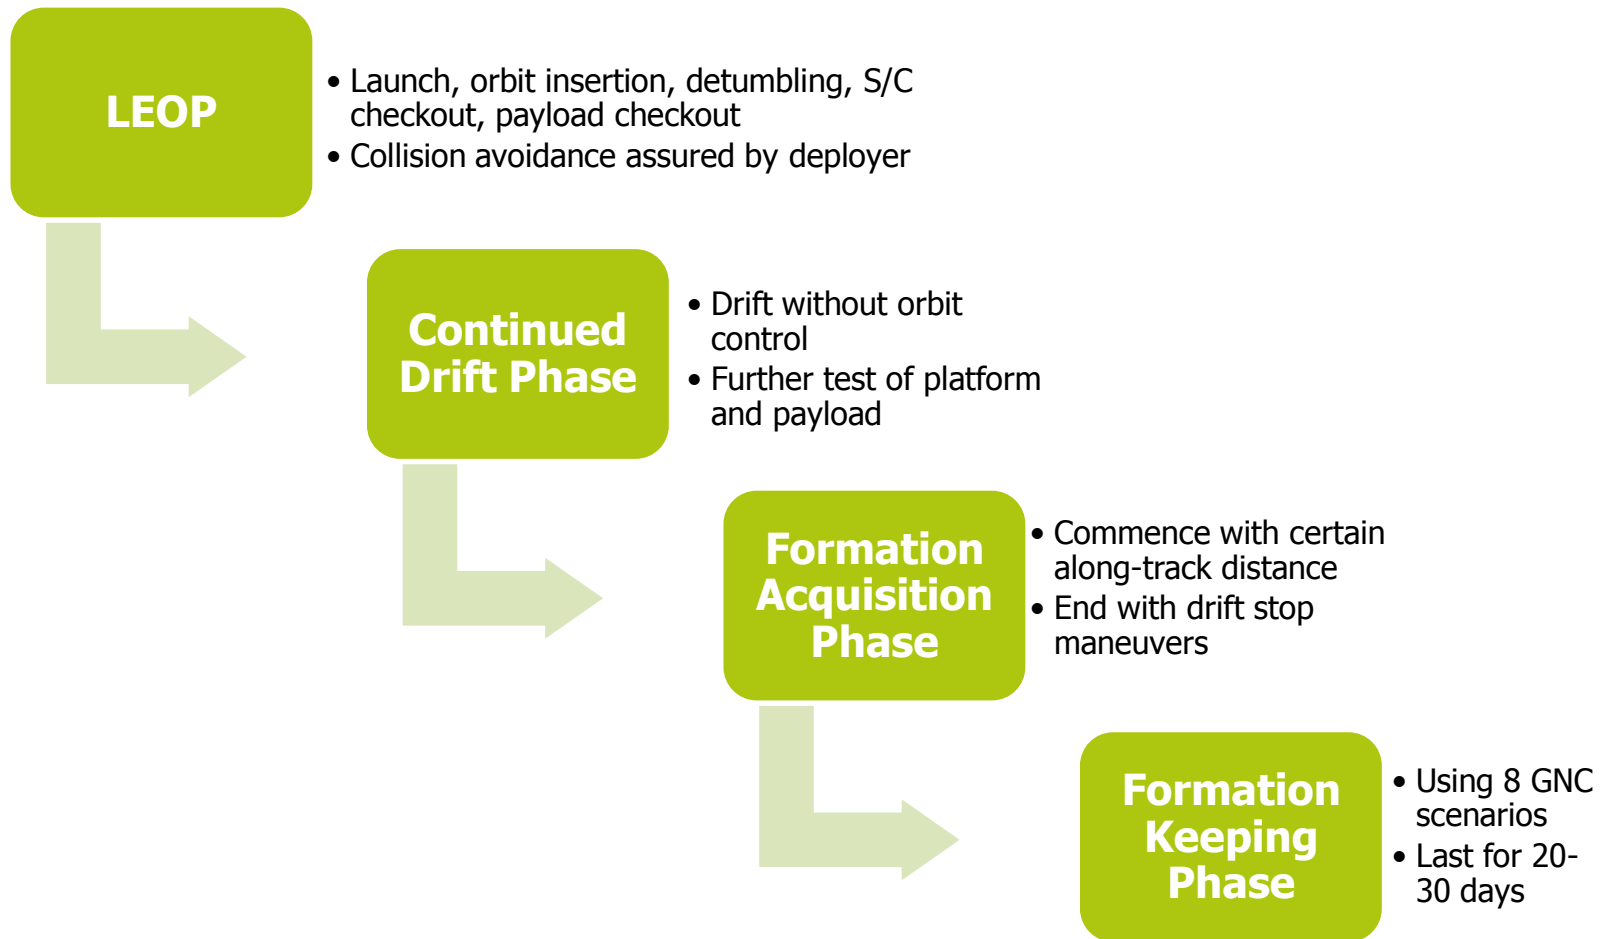 LEOP
• Launch, orbit insertion, detumbling, S/C
checkout, payload checkout
• Collision avoidance assured by deployer
Continued
Drift Phase
• Drift without orbit
control
• Further test of platform
and payload
Formation
Acquisition
Phase
• Commence with certain
along-track distance
• End with drift stop
maneuvers
Formation
Keeping
Phase
• Using 8 GNC
scenarios
• Last for 20-
30 days